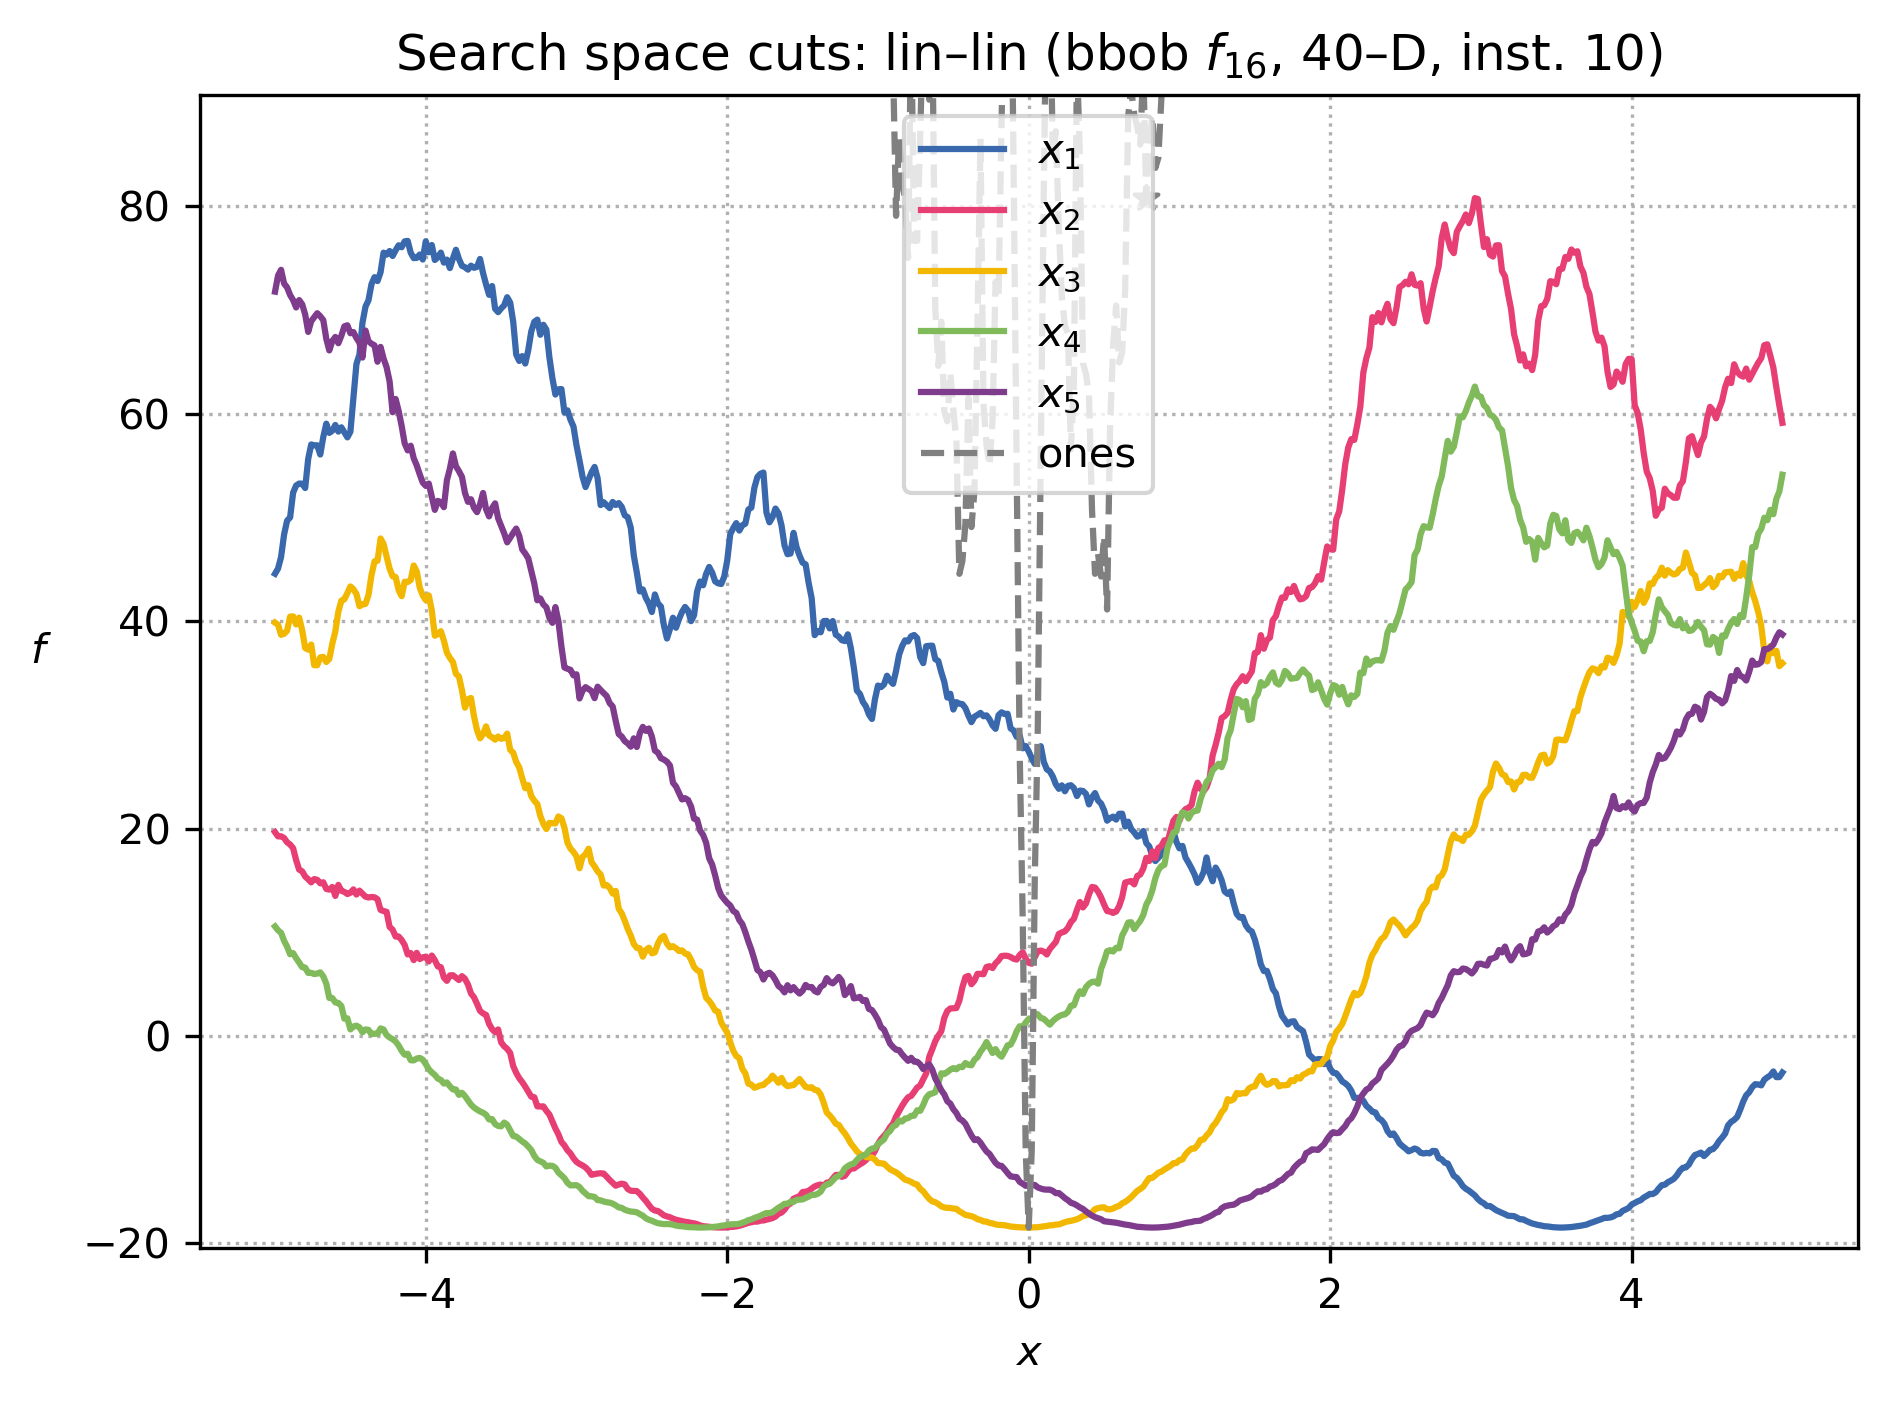 Search space cuts: lin–lin (bbob f₁₆, 40–D, inst. 10)
x₁
x₂
x₃
x₄
x₅
ones
80
60
40
20
0
−20
f
−4
−2
0
2
4
x